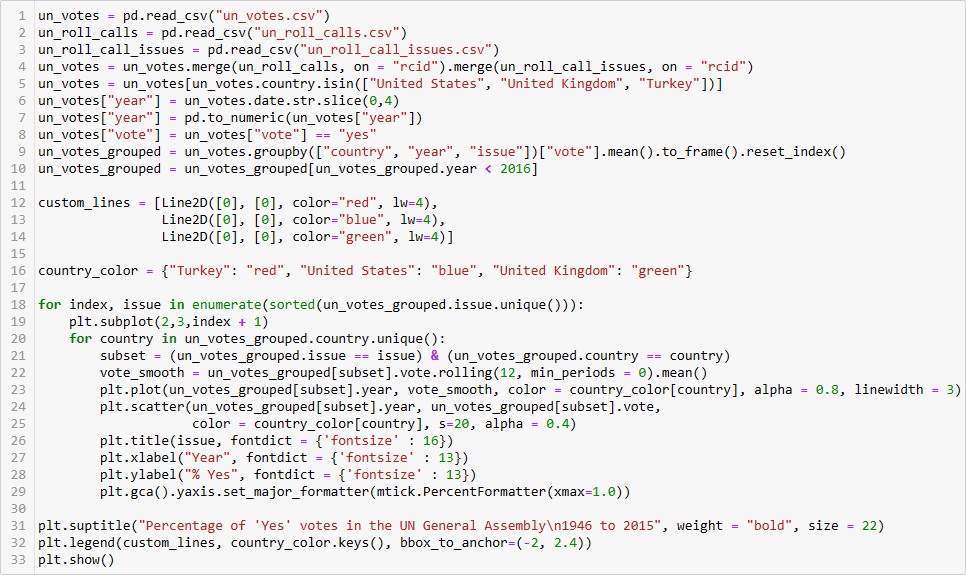 1 un_votes = pd.read_csv("un_votes.csv")
2 un_roll_calls = pd.read_csv("un_roll_calls.csv")
3 un_roll_call_issues = pd.read_csv("un_roll_call_issues.csv")
4 un_votes = un_votes.merge(un_roll_calls, on = "rcid").merge(un_roll_call_issues, on = "rcid")
5 un_votes = un_votes[un_votes.country.isin(["United States", "United Kingdom", "Turkey"])]
6 un_votes["year"] = un_votes.date.str.slice(0,4)
7 un_votes["year"] = pd.to_numeric(un_votes["year"])
8 un_votes["vote"] = un_votes["vote"] == "yes"
9 un_votes_grouped = un_votes.groupby(["country", "year", "issue"])["vote"].mean().to_frame().reset_index()
10 un_votes_grouped = un_votes_grouped[un_votes_grouped.year < 2016]
11
12 custom_lines = [Line2D([0], [0], color="red", lw=4),
13                 Line2D([0], [0], color="blue", lw=4),
14                 Line2D([0], [0], color="green", lw=4)]
15
16 country_color = {"Turkey": "red", "United States": "blue", "United Kingdom": "green"}
17
18 for index, issue in enumerate(sorted(un_votes_grouped.issue.unique())):
19     plt.subplot(2,3,index + 1)
20     for country in un_votes_grouped.country.unique():
21         subset = (un_votes_grouped.issue == issue) & (un_votes_grouped.country == country)
22         vote_smooth = un_votes_grouped[subset].vote.rolling(12, min_periods = 0).mean()
23         plt.plot(un_votes_grouped[subset].year, vote_smooth, color = country_color[country], alpha = 0.8, linewidth = 3)
24         plt.scatter(un_votes_grouped[subset].year, un_votes_grouped[subset].vote,
25                     color = country_color[country], s=20, alpha = 0.4)
26         plt.title(issue, fontdict = {'fontsize' : 16})
27         plt.xlabel("Year", fontdict = {'fontsize' : 13})
28         plt.ylabel("% Yes", fontdict = {'fontsize' : 13})
29         plt.gca().yaxis.set_major_formatter(mtick.PercentFormatter(xmax=1.0))
30
31 plt.suptitle("Percentage of 'Yes' votes in the UN General Assembly\n1946 to 2015", weight = "bold", size = 22)
32 plt.legend(custom_lines, country_color.keys(), bbox_to_anchor=(-2, 2.4))
33 plt.show()